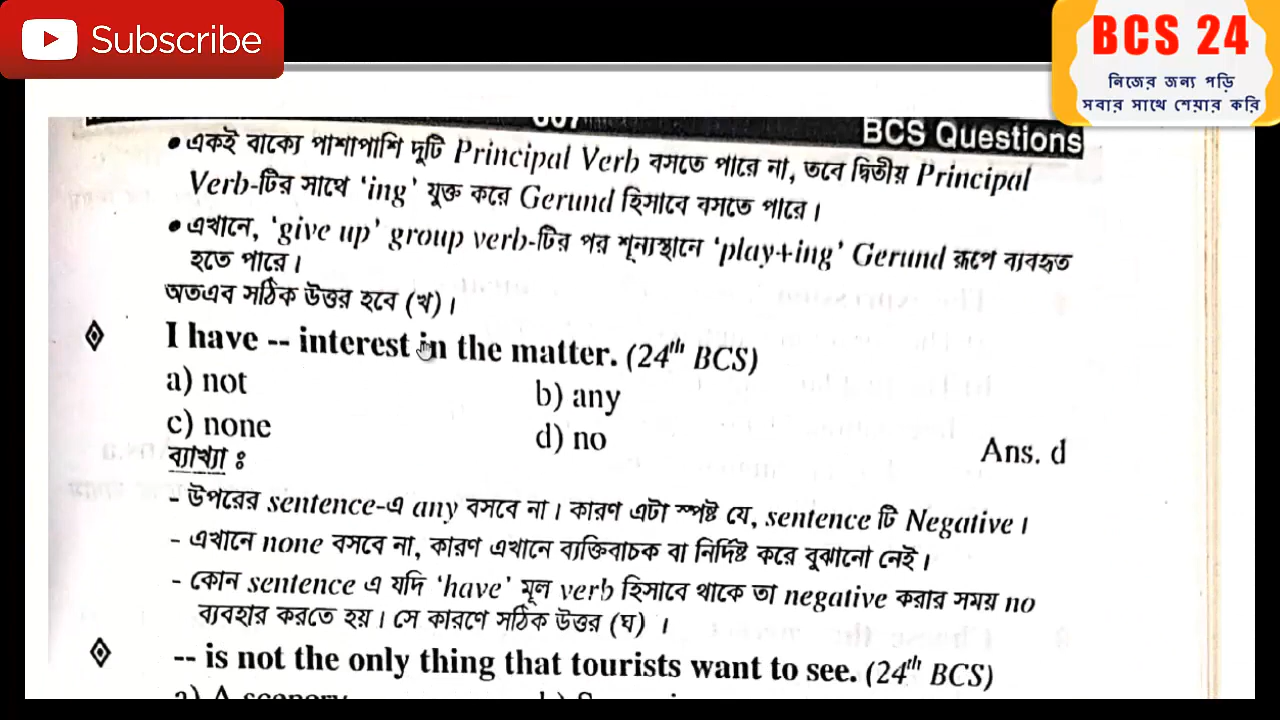 Subscribe
BCS 24
নিজের জন্য পড়ি
সবার সাথে শেয়ার করি
BCS Questions
• একই বাক্যে পাশাপাশি দুটি Principal Verb বসতে পারে না, তবে দ্বিতীয় Principal
Verb-টির সাথে ‘ing’ যুক্ত করে Gerund হিসাবে বসতে পারে।
• এখানে, ‘give up’ group verb-টির পর শূন্যস্থানে ‘play+ing’ Gerund রূপে ব্যবহৃত
হতে পারে।
অতএব সঠিক উত্তর হবে (খ)।
I have -- interest in the matter. (24th BCS)
a) not b) any
c) none d) no Ans. d
ব্যাখ্যা ঃ
- উপরের sentence-এ any বসবে না। কারণ এটা স্পষ্ট যে, sentence টি Negative।
- এখানে none বসবে না, কারণ এখানে ব্যক্তিবাচক বা নির্দিষ্ট করে বুঝানো নেই।
- কোন sentence এ যদি ‘have’ মূল verb হিসাবে থাকে তা negative করার সময় no
ব্যবহার করতে হয়। সে কারণে সঠিক উত্তর (ঘ) ।
-- is not the only thing that tourists want to see. (24th BCS)